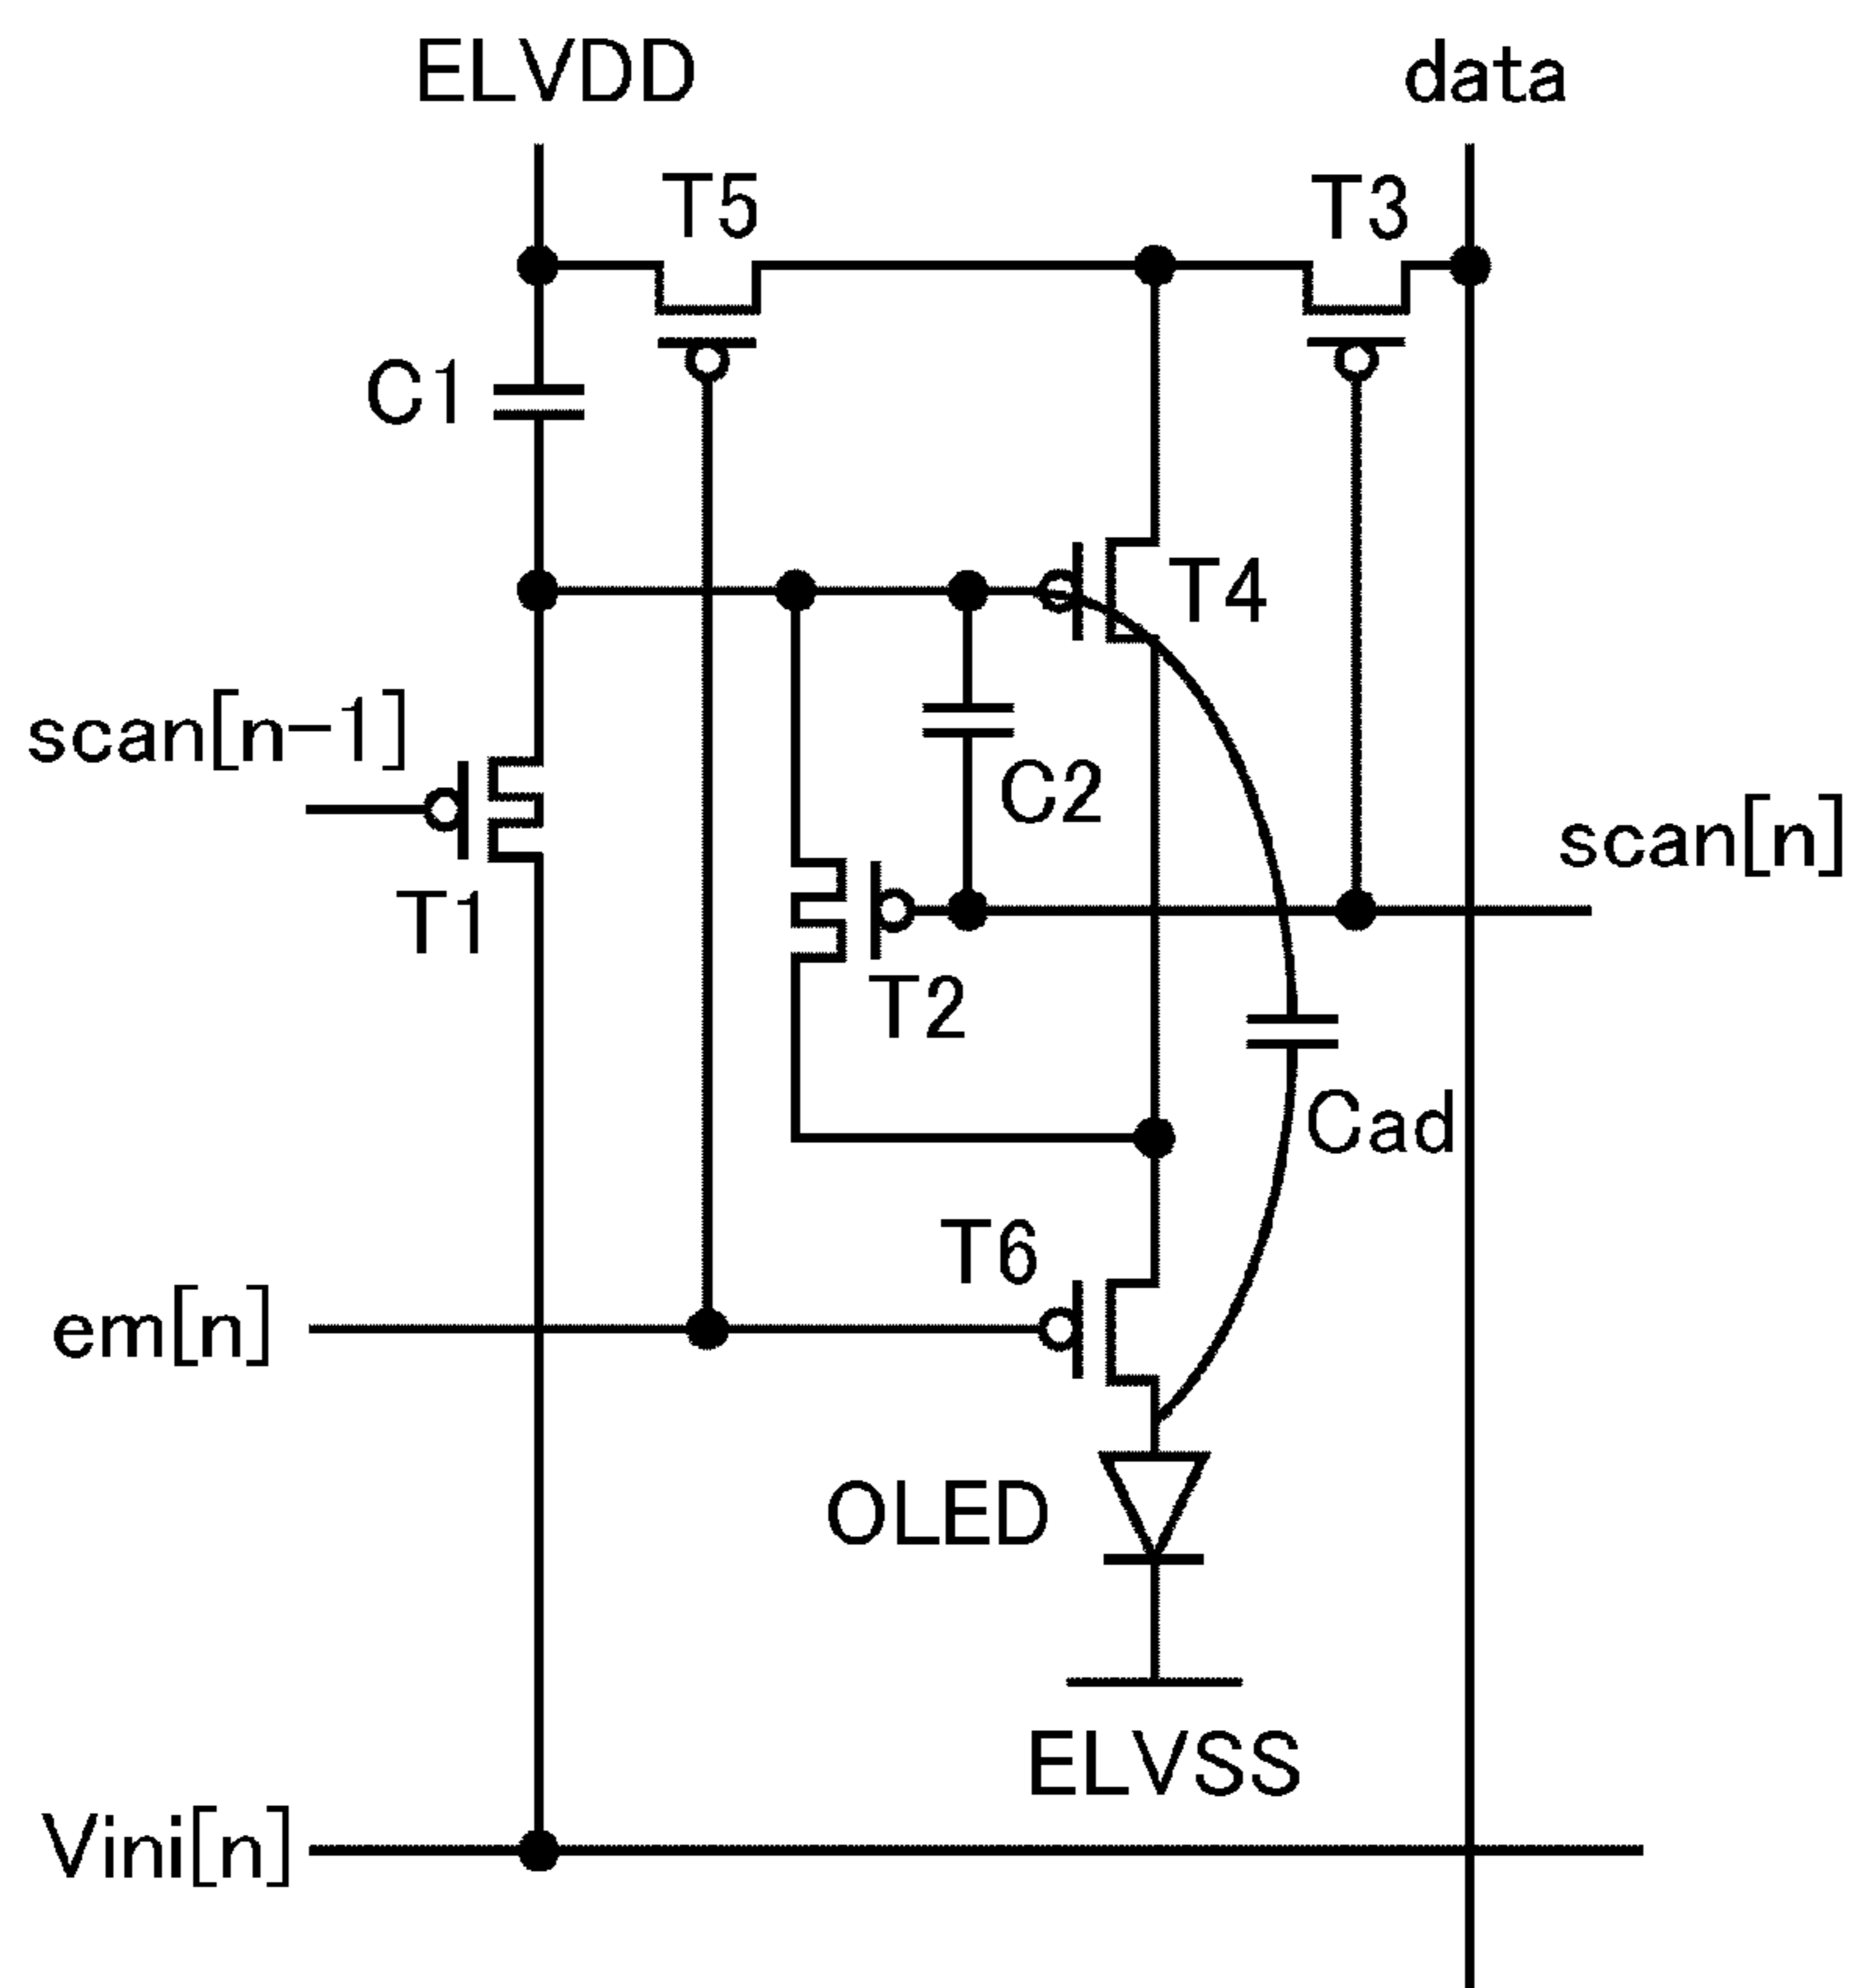 ELVDD
data
T5
T3
C1
T4
scan[n-1]
C2
scan[n]
T1
T2
Cad
T6
em[n]
OLED
ELVSS
Vini[n]